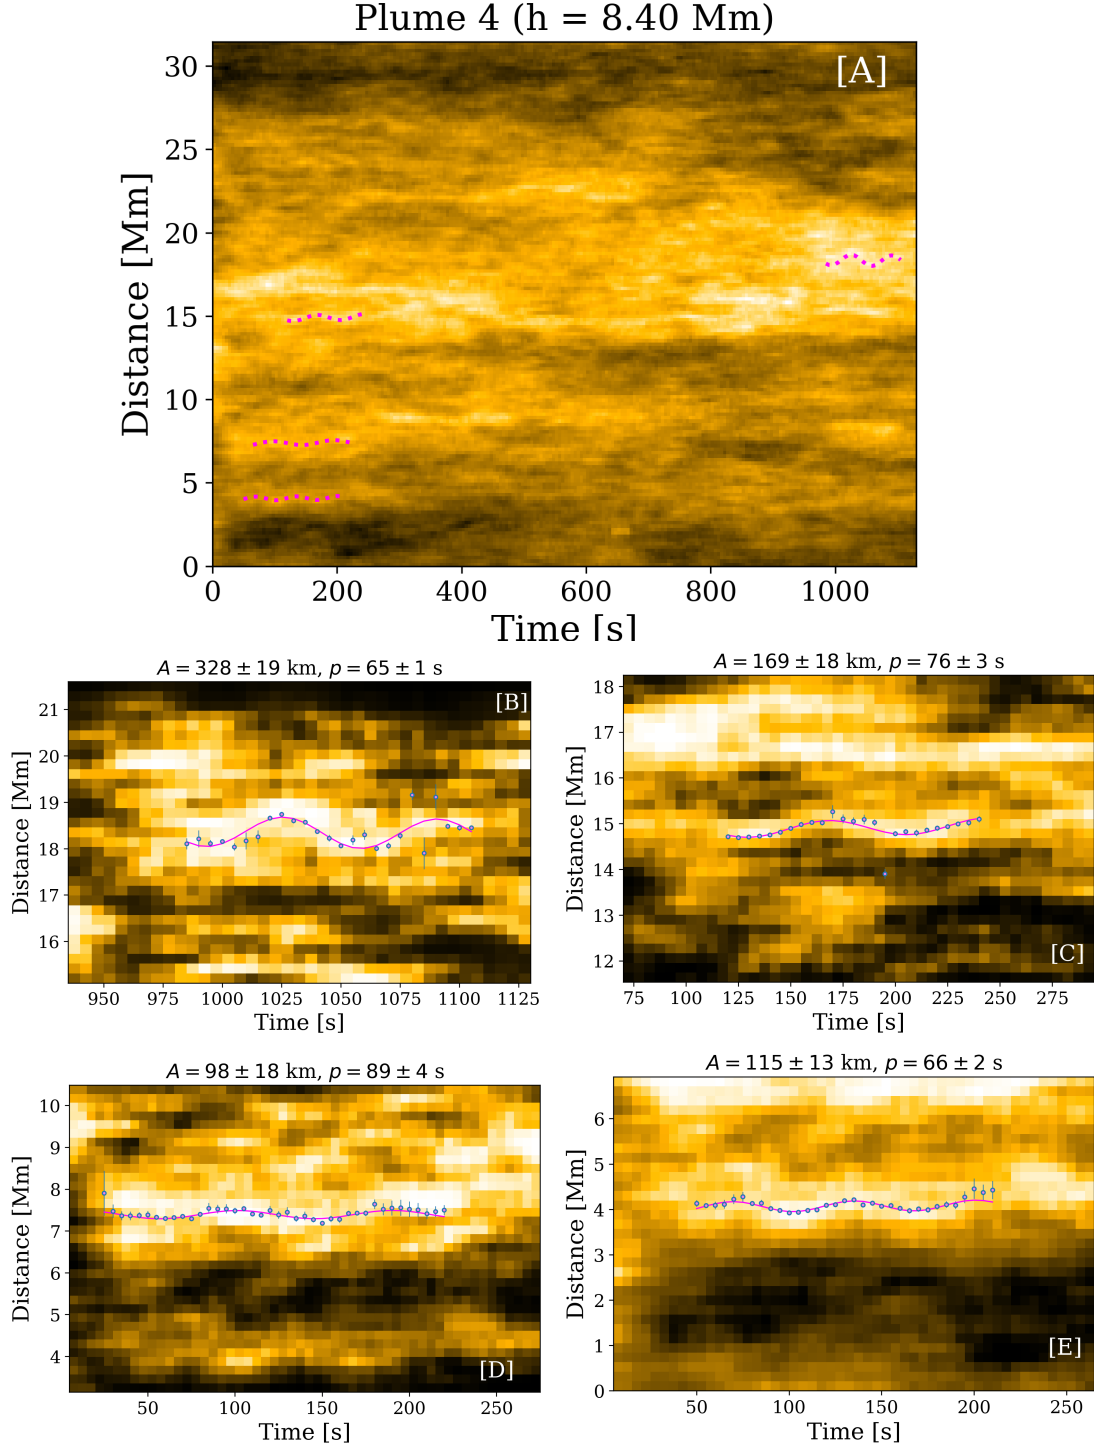 Plume 4 (h = 8.40 Mm)
[A]
30
25
20
15
10
5
0
Distance [Mm]
0 200 400 600 800 1000
Time [s]
A = 328 ± 19 km, p = 65 ± 1 s
[B]
21
20
19
18
17
16
Distance [Mm]
950 975 1000 1025 1050 1075 1100 1125
Time [s]
A = 169 ± 18 km, p = 76 ± 3 s
18
17
16
15
14
13
12
[C]
Distance [Mm]
75 100 125 150 175 200 225 250 275
Time [s]
A = 98 ± 18 km, p = 89 ± 4 s
10
9
8
7
6
5
4
[D]
Distance [Mm]
50 100 150 200 250
Time [s]
A = 115 ± 13 km, p = 66 ± 2 s
6
5
4
3
2
1
0
[E]
Distance [Mm]
50 100 150 200 250
Time [s]